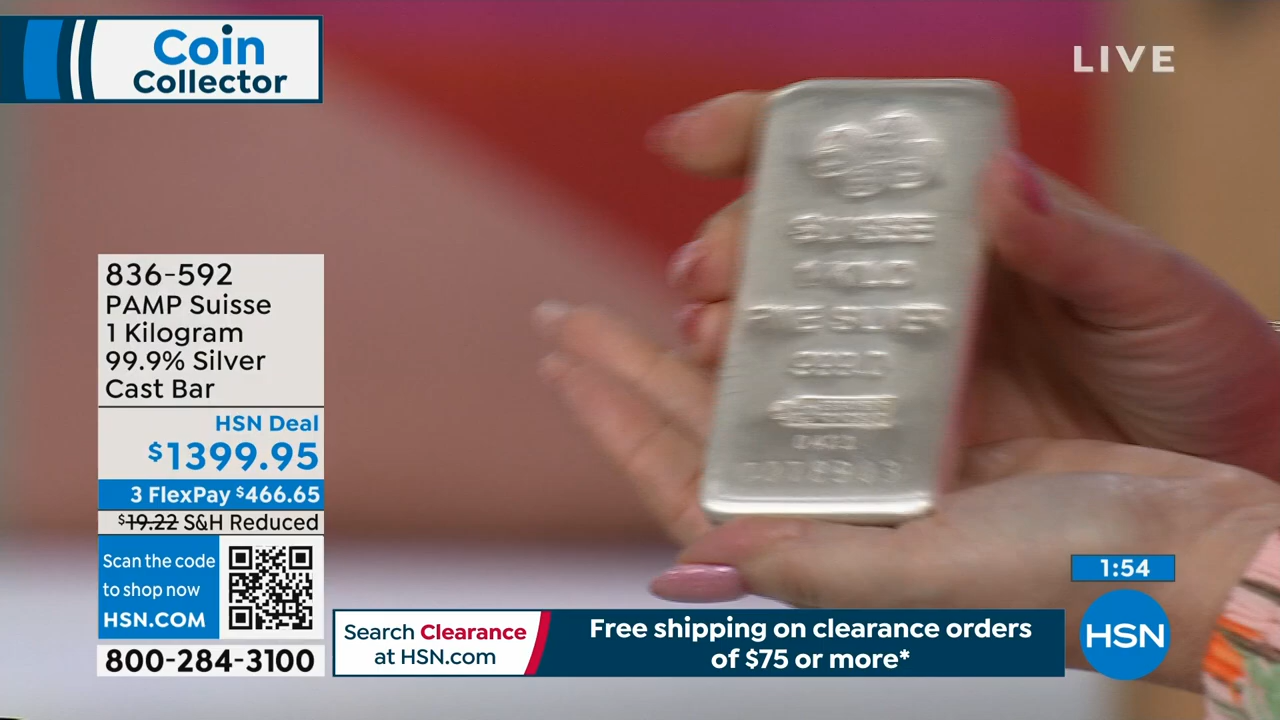 Coin
Collector
LIVE
836-592
PAMP Suisse
1 Kilogram
99.9% Silver
Cast Bar
HSN Deal
$1399.95
3 FlexPay $466.65
$19.22 S&H Reduced
Scan the code
to shop now
HSN.COM
800-284-3100
SUISSE
1 KILO
FINE SILVER
999.0
Search Clearance
at HSN.com
Free shipping on clearance orders
of $75 or more*
1:54
HSN